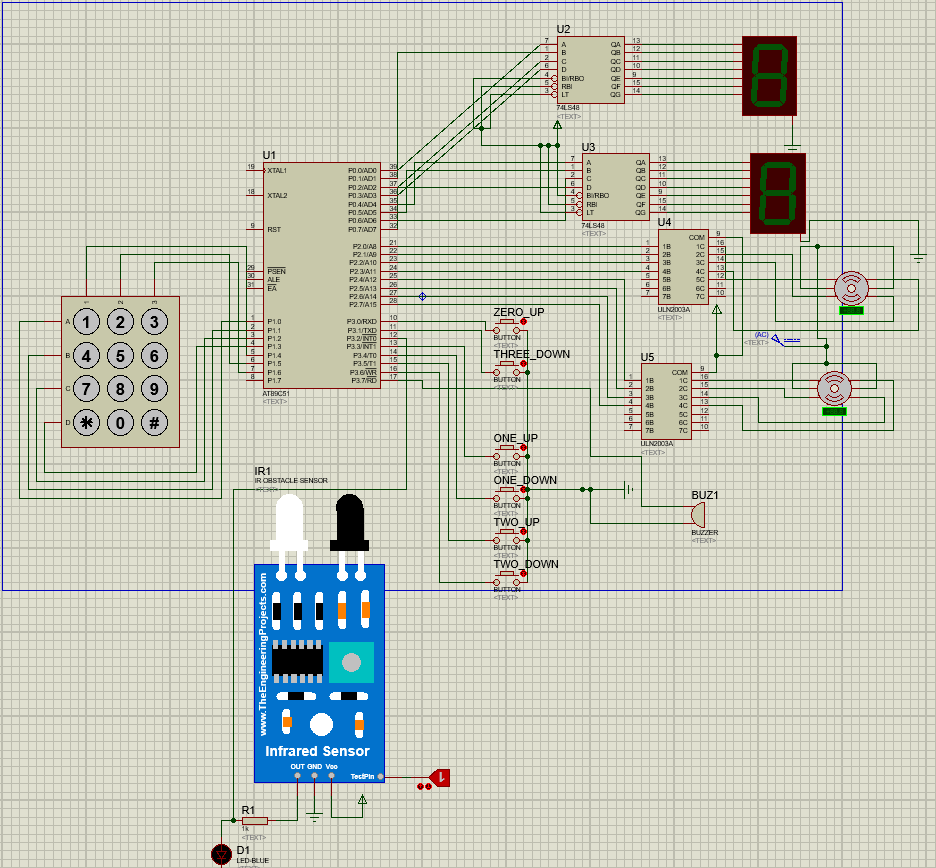 U2
7 A QA 13
1 B QB 12
2 C QC 11
6 D QD 10
4 BI/RBO QE 9
5 RBI QF 15
3 LT QG 14
74LS48
<TEXT>
U3
7 A QA 13
1 B QB 12
2 C QC 11
6 D QD 10
4 BI/RBO QE 9
5 RBI QF 15
3 LT QG 14
74LS48
<TEXT>
U1
19 XTAL1 P0.0/AD0 39
P0.1/AD1 38
P0.2/AD2 37
18 XTAL2 P0.3/AD3 36
P0.4/AD4 35
P0.5/AD5 34
P0.6/AD6 33
9 RST P0.7/AD7 32
P2.0/A8 21
P2.1/A9 22
P2.2/A10 23
29 PSEN P2.3/A11 24
30 ALE P2.4/A12 25
31 EA P2.5/A13 26
P2.6/A14 27
P2.7/A15 28
1 P1.0 P3.0/RXD 10
2 P1.1 P3.1/TXD 11
3 P1.2 P3.2/INT0 12
4 P1.3 P3.3/INT1 13
5 P1.4 P3.4/T0 14
6 P1.5 P3.5/T1 15
7 P1.6 P3.6/WR 16
8 P1.7 P3.7/RD 17
AT89C51
<TEXT>
U4
COM 9
1 1B 1C 16
2 2B 2C 15
3 3B 3C 14
4 4B 4C 13
5 5B 5C 12
6 6B 6C 11
7 7B 7C 10
ULN2003A
<TEXT>
(AC)
<TEXT>
U5
COM 9
1 1B 1C 16
2 2B 2C 15
3 3B 3C 14
4 4B 4C 13
5 5B 5C 12
6 6B 6C 11
7 7B 7C 10
ULN2003A
<TEXT>
1 2 3
A 1 2 3
B 4 5 6
C 7 8 9
D * 0 #
ZERO_UP
BUTTON
<TEXT>
THREE_DOWN
BUTTON
<TEXT>
ONE_UP
BUTTON
<TEXT>
ONE_DOWN
BUTTON
<TEXT>
TWO_UP
BUTTON
<TEXT>
TWO_DOWN
BUTTON
<TEXT>
BUZ1
BUZZER
<TEXT>
IR1
IR OBSTACLE SENSOR
<TEXT>
www.TheEngineeringProjects.com
Infrared Sensor
OUT GND Vcc
TestPin
1
R1
1k
<TEXT>
D1
LED-BLUE
<TEXT>